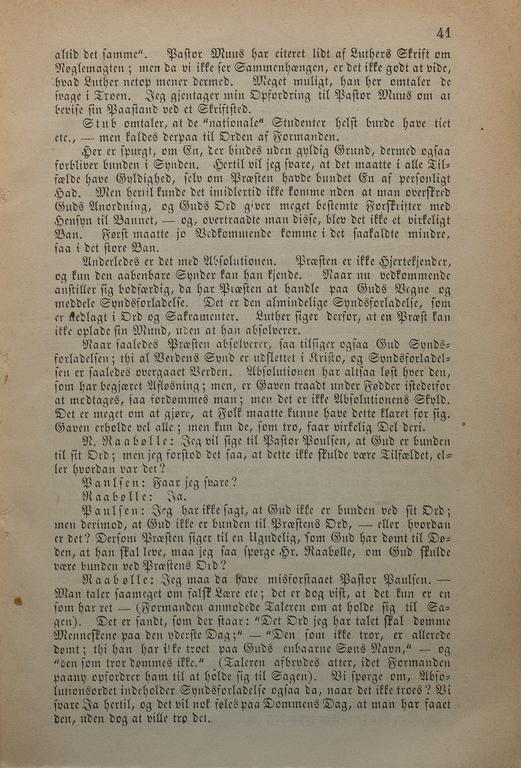 41
altid det samme“. Pastor Muus har citeret lidt af Luthers Skrift om
Nøglemagten; men da vi ikke ser Sammenhængen, er det ikke godt at vide,
hvad Luther netop mener dermed. Meget muligt, han her omtaler de
svage i Troen. Jeg gjentager min Opfordring til Pastor Muus om at
bevise sin Paastand ved et Skriftsted.
Stub omtaler, at de "nationale" Studenter helst burde have tiet
etc., — men kaldes derpaa til Orden af Formanden.
Her er spurgt, om En, der bindes uden gyldig Grund, dermed ogsaa
forbliver bunden i Synden. Hertil vil jeg svare, at det maatte i alle Til-
fælde have Gyldighed, selv om Præsten havde bundet En af personligt
Had. Men hertil kunde det imidlertid ikke komme uden at man overskred
Guds Anordning, og Guds Ord giver meget bestemte Forskrifter med
Hensyn til Bannet, — og, overtraadte man disse, blev det ikke et virkeligt
Ban. Først maatte jo Vedkommende komme i det saakaldte mindre,
saa i det store Ban.
Anderledes er det med Absolutionen. Præsten er ikke Hjertekjender,
og kun den aabenbare Synder kan han kjende. Naar nu vedkommende
anstiller sig bodfærdig, da har Præsten at handle paa Guds Vegne og
meddele Syndsforladelse. Det er den almindelige Syndsforladelse, som
er nedlagt i Ord og Sakramenter. Luther siger derfor, at en Præst kan
ikke oplade sin Mund, uden at han absolverer.
Naar saaledes Præsten absolverer, saa tilsiger ogsaa Gud Synds-
forladelsen; thi al Verdens Synd er udslettet i Kristo, og Syndsforladel-
sen er saaledes overgaaet Verden. Absolutionen har altsaa løst hver den,
som har begjæret Afløsning; men, er Gaven traadt under Fødder istedetfor
at modtages, saa fordømmes man; men det er ikke Absolutionens Skyld.
Det er meget om at gjøre, at Folk maatte kunne have dette klaret for sig.
Gaven erholde vel alle; men kun de, som tro, faar virkelig Del deri.
N. Raabølle: Jeg vil sige til Pastor Poulsen, at Gud er bunden
til sit Ord; men jeg forstod det saa, at dette ikke skulde være Tilfældet, el-
ler hvordan var det?
Paulsen: Faar jeg svare?
Raabølle: Ja.
Paulsen: Jeg har ikke sagt, at Gud ikke er bunden ved sit Ord;
men derimod, at Gud ikke er bunden til Præstens Ord, — eller hvordan
er det? Dersom Præsten siger til en Ugudelig, som Gud har dømt til Dø-
den, at han skal leve, maa jeg saa spørge Hr. Raabølle, om Gud skulde
være bunden ved Præstens Ord?
Raabølle: Jeg maa da have misforstaaet Pastor Paulsen. —
Man taler saameget om falsk Lære etc; det er dog vist, at det kun er en
som har ret — (Formanden anmodede Taleren om at holde sig til Sa-
gen). Det er sandt, som der staar: "Det Ord jeg har talet skal dømme
Menneskene paa den yderste Dag;" — "Den som ikke tror, er allerede
dømt; thi han har ikke troet paa Guds enbaarne Søns Navn," — og
"den som tror dømmes ikke." (Taleren afbrydes atter, idet Formanden
paany opfordrer ham til at holde sig til Sagen). Vi spørge om, Abso-
lutionsordet indeholder Syndsforladelse ogsaa da, naar det ikke troes? Vi
svare Ja hertil, og det vil nok føles paa Dommens Dag, at man har faaet
den, uden dog at ville tro det.